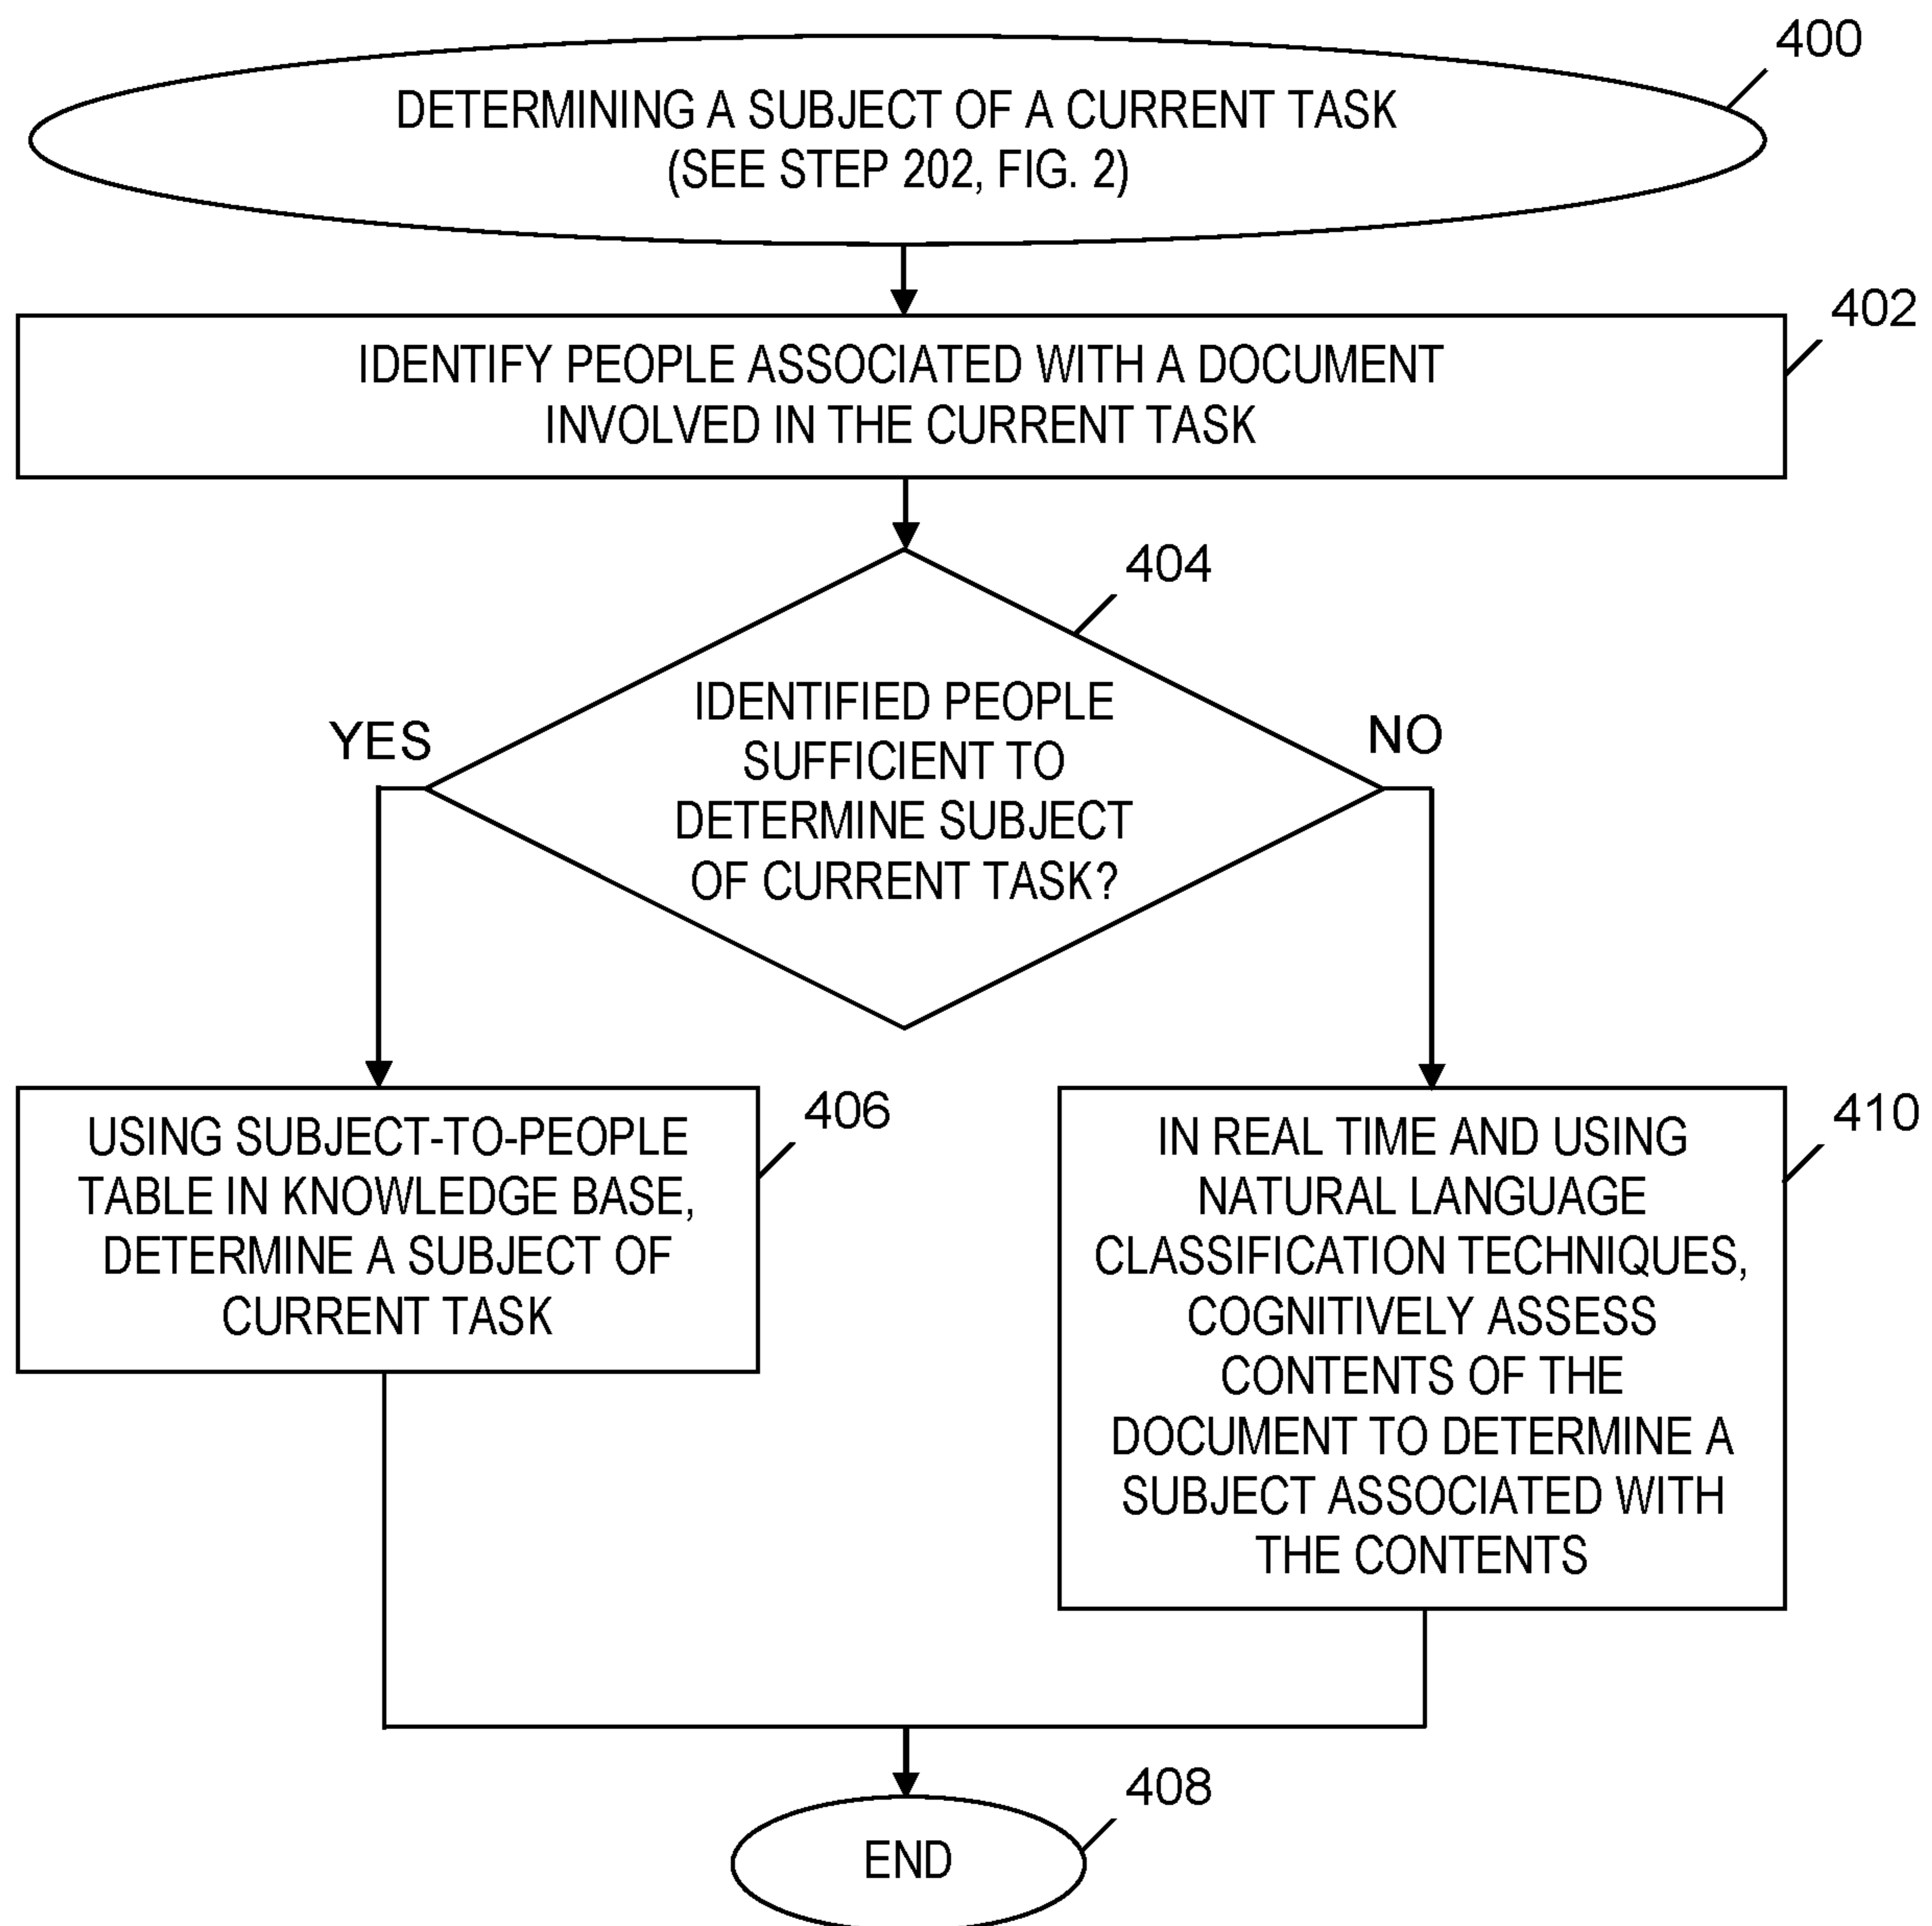 400
DETERMINING A SUBJECT OF A CURRENT TASK
(SEE STEP 202, FIG. 2)
402
IDENTIFY PEOPLE ASSOCIATED WITH A DOCUMENT
INVOLVED IN THE CURRENT TASK
404
IDENTIFIED PEOPLE
SUFFICIENT TO
DETERMINE SUBJECT
OF CURRENT TASK?
YES
NO
406
USING SUBJECT-TO-PEOPLE
TABLE IN KNOWLEDGE BASE,
DETERMINE A SUBJECT OF
CURRENT TASK
410
IN REAL TIME AND USING
NATURAL LANGUAGE
CLASSIFICATION TECHNIQUES,
COGNITIVELY ASSESS
CONTENTS OF THE
DOCUMENT TO DETERMINE A
SUBJECT ASSOCIATED WITH
THE CONTENTS
408
END